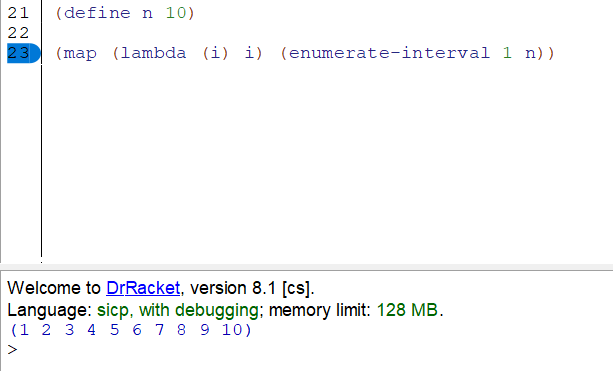 21 (define n 10)
22
23 (map (lambda (i) i) (enumerate-interval 1 n))
Welcome to DrRacket, version 8.1 [cs].
Language: sicp, with debugging; memory limit: 128 MB.
(1 2 3 4 5 6 7 8 9 10)
>